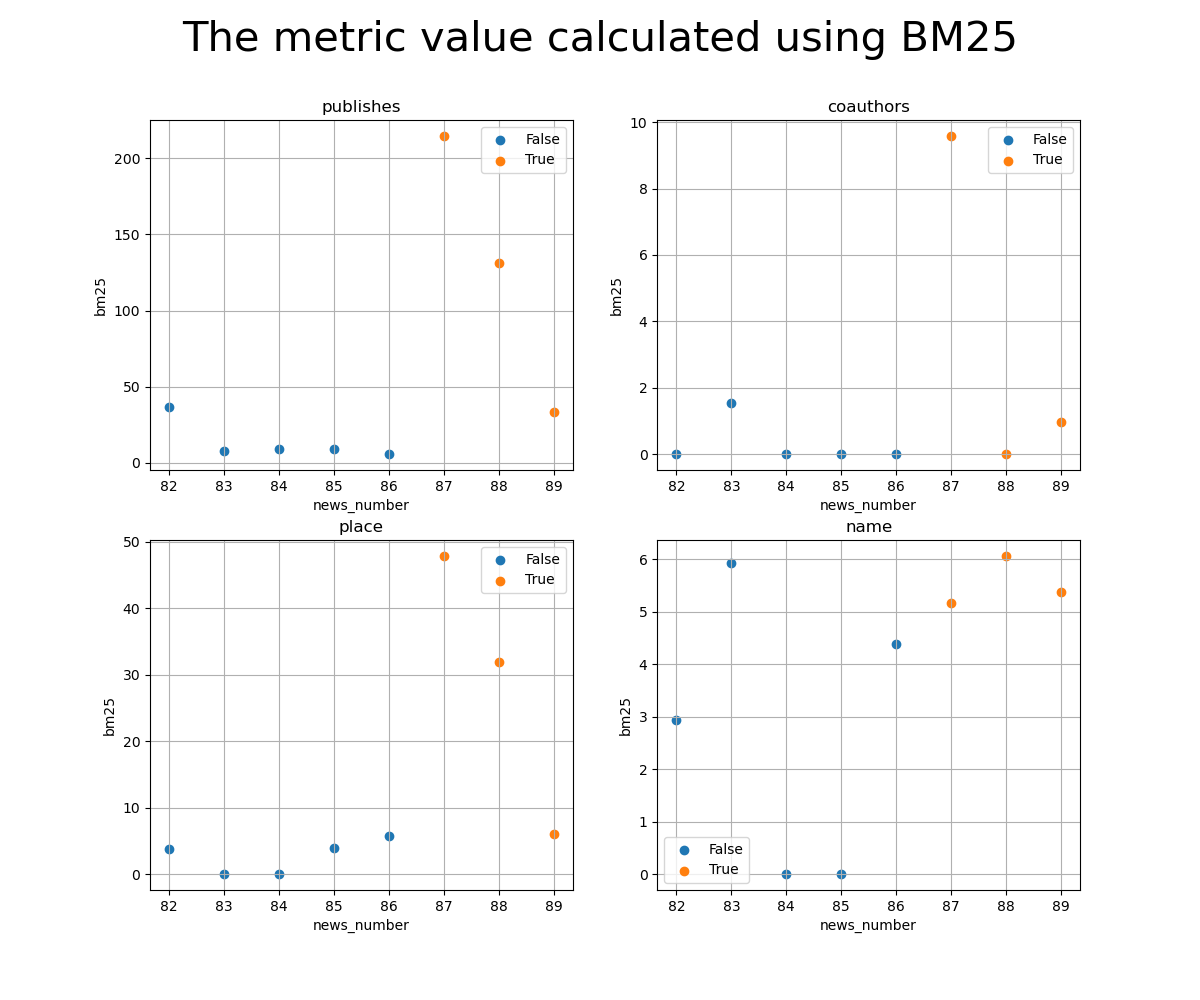 The metric value calculated using BM25
publishes
bm25
200
150
100
50
0
82 83 84 85 86 87 88 89
news_number
False
True
coauthors
bm25
10
8
6
4
2
0
82 83 84 85 86 87 88 89
news_number
False
True
place
bm25
50
40
30
20
10
0
82 83 84 85 86 87 88 89
news_number
False
True
name
bm25
6
5
4
3
2
1
0
82 83 84 85 86 87 88 89
news_number
False
True